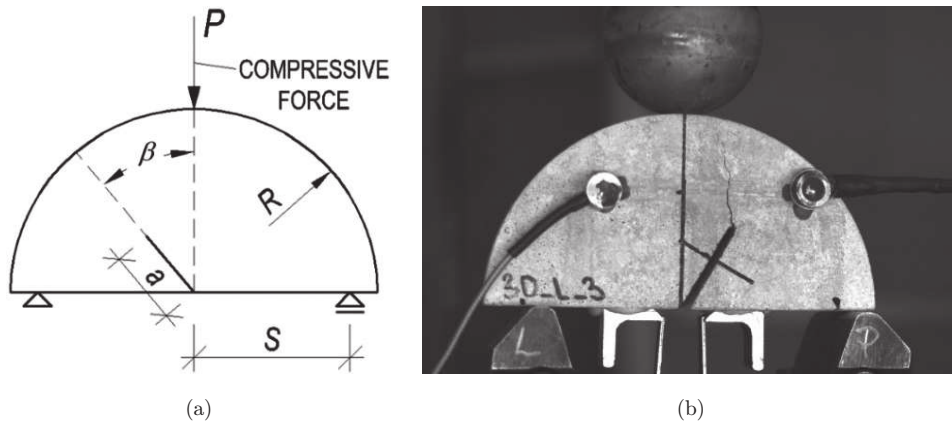 P
COMPRESSIVE
FORCE
β
R
a
S
(a)
3D_L_3
L
P
(b)